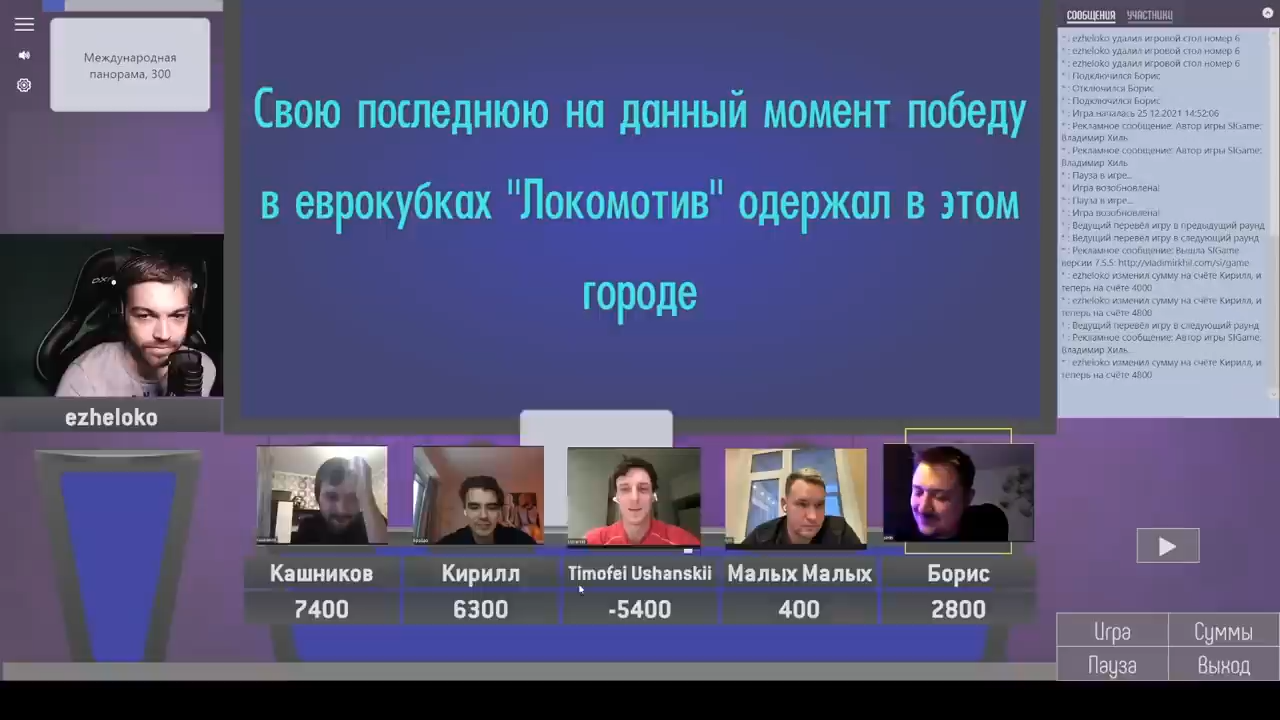 Международная
панорама, 300
Свою последнюю на данный момент победу
в еврокубках "Локомотив" одержал в этом
городе
СООБЩЕНИЯ УЧАСТНИКИ
* : ezheloko удалил игровой стол номер 6
* : ezheloko удалил игровой стол номер 6
* : ezheloko удалил игровой стол номер 6
* : Подключился Борис
* : Отключился Борис
* : Подключился Борис
* : Игра началась 25.12.2021 14:52:06
* : Рекламное сообщение: Автор игры SIGame:
Владимир Хиль
* : Рекламное сообщение: Автор игры SIGame:
Владимир Хиль
* : Пауза в игре...
* : Игра возобновлена!
* : Пауза в игре...
* : Игра возобновлена!
* : Ведущий перевёл игру в предыдущий раунд
* : Ведущий перевёл игру в следующий раунд
* : Рекламное сообщение: Вышла SIGame
версии 7.5.5: http://vladimirkhil.com/si/game
* : ezheloko изменил сумму на счёте Кирилл, и
теперь на счёте 4000
* : ezheloko изменил сумму на счёте Кирилл, и
теперь на счёте 4800
* : Ведущий перевёл игру в следующий раунд
* : Рекламное сообщение: Автор игры SIGame:
Владимир Хиль
* : ezheloko изменил сумму на счёте Кирилл, и
теперь на счёте 4800
ezheloko
Кашников Кирилл Timofei Ushanskii Малых Малых Борис
7400 6300 -5400 400 2800
Игра Суммы
Пауза Выход